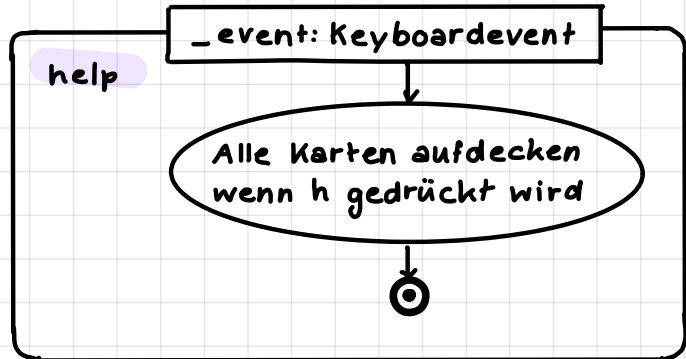 _event: Keyboardevent
help
Alle Karten aufdecken
wenn h gedrückt wird